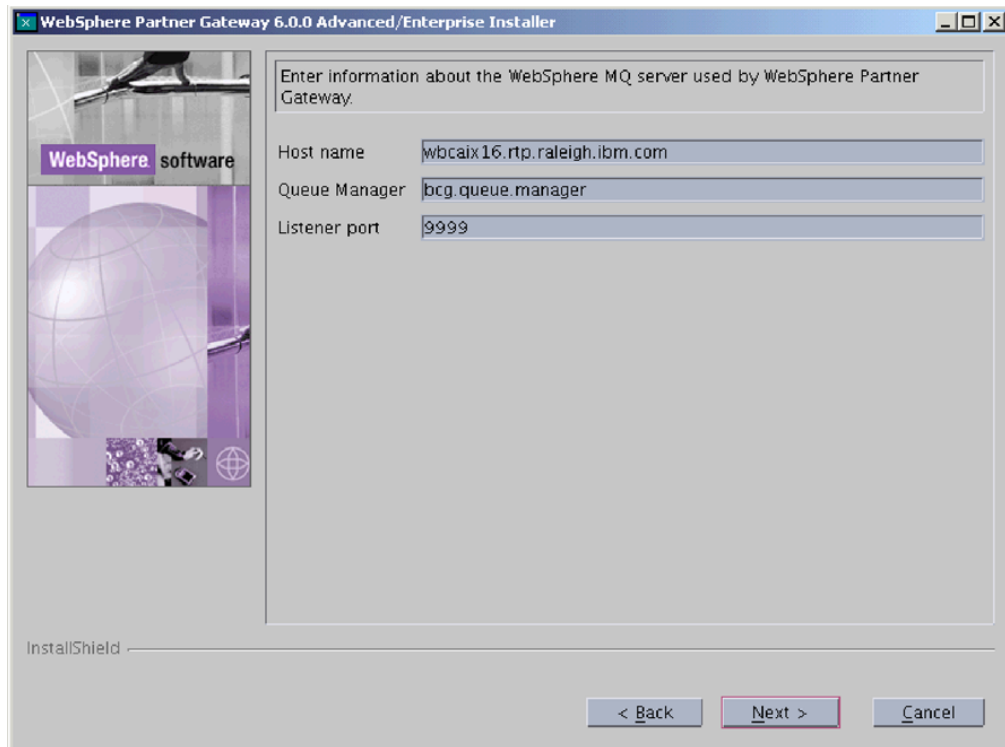 WebSphere Partner Gateway 6.0.0 Advanced/Enterprise Installer
Enter information about the WebSphere MQ server used by WebSphere Partner
Gateway.
WebSphere. software
Host name wbcaix16.rtp.raleigh.ibm.com
Queue Manager bcg.queue.manager
Listener port 9999
InstallShield
< Back Next > Cancel